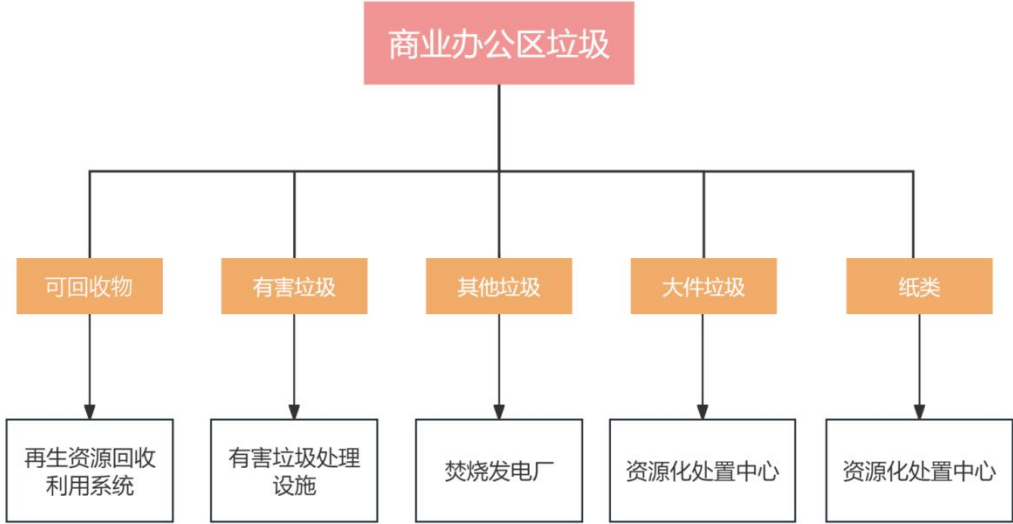 商业办公区垃圾
可回收物
有害垃圾
其他垃圾
大件垃圾
纸类
再生资源回收
利用系统
有害垃圾处理
设施
焚烧发电厂
资源化处置中心
资源化处置中心